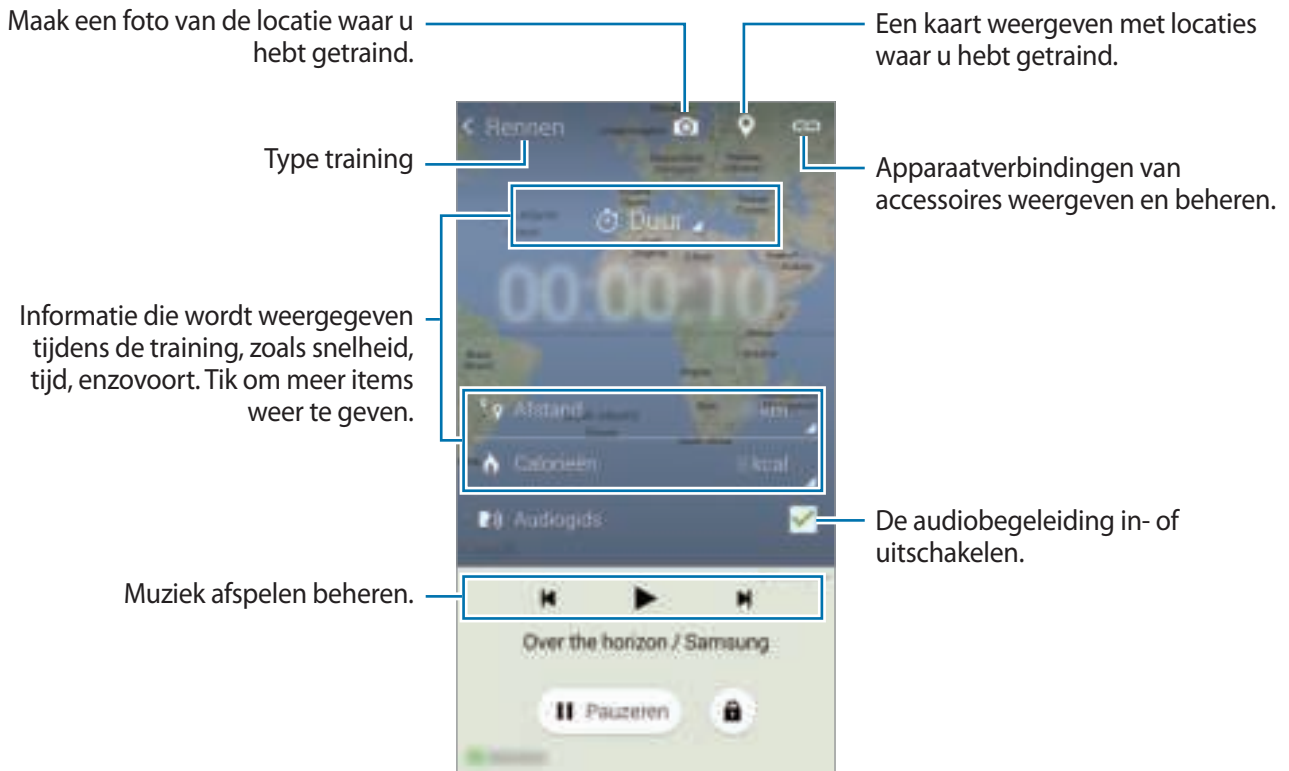 Maak een foto van de locatie waar u
hebt getraind.
Een kaart weergeven met locaties
waar u hebt getraind.
< Rennen
Type training
Apparaatverbindingen van
accessoires weergeven en beheren.
Duur
00:00:10
Informatie die wordt weergegeven
tijdens de training, zoals snelheid,
tijd, enzovoort. Tik om meer items
weer te geven.
Afstand km
Calorieën kcal
Audiogids
De audiobegeleiding in- of
uitschakelen.
Muziek afspelen beheren.
Over the horizon / Samsung
Pauzeren